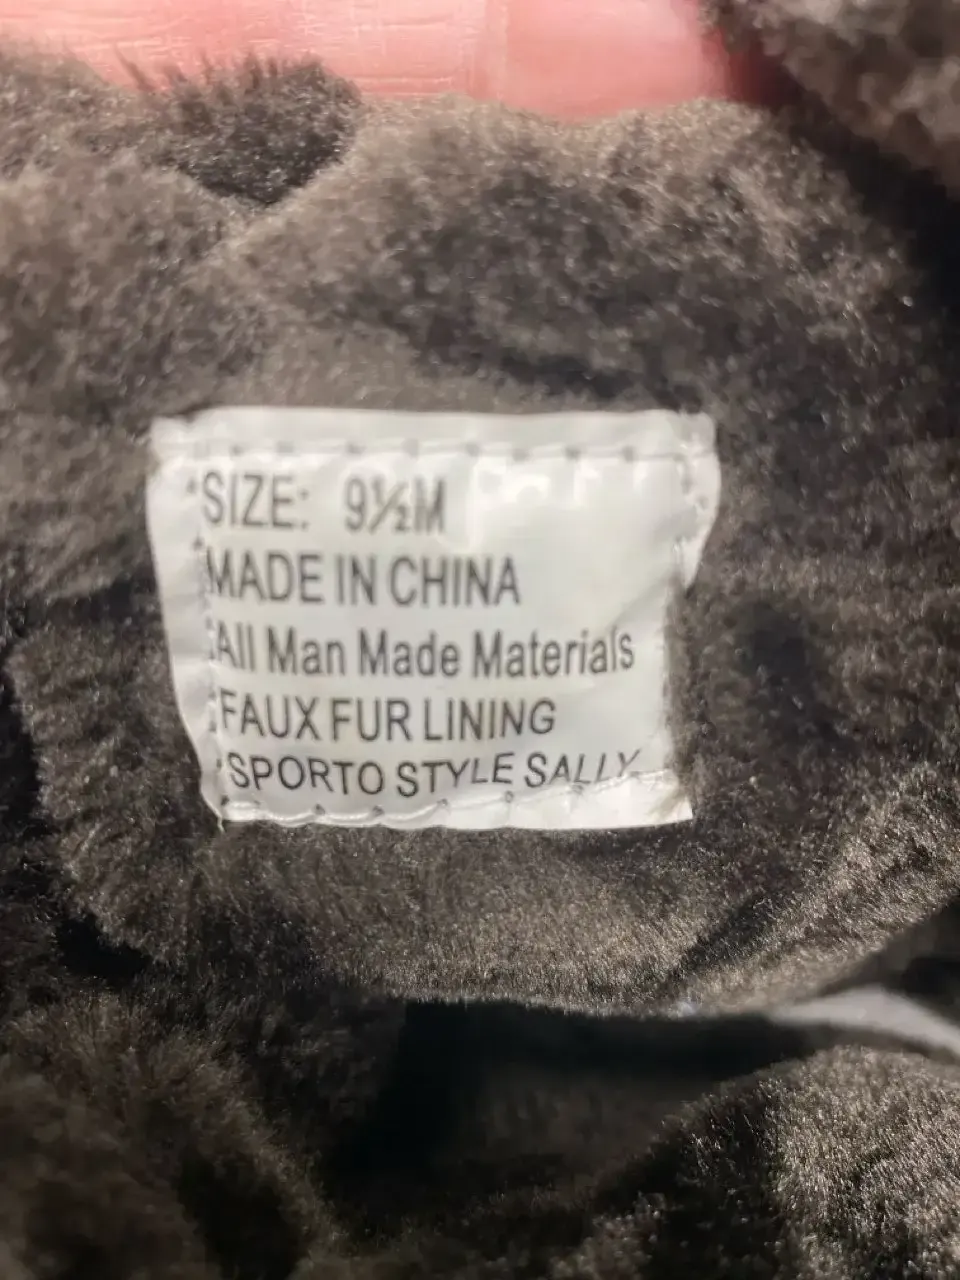 SIZE: 9½M
MADE IN CHINA
All Man Made Materials
FAUX FUR LINING
SPORTO STYLE SALLY